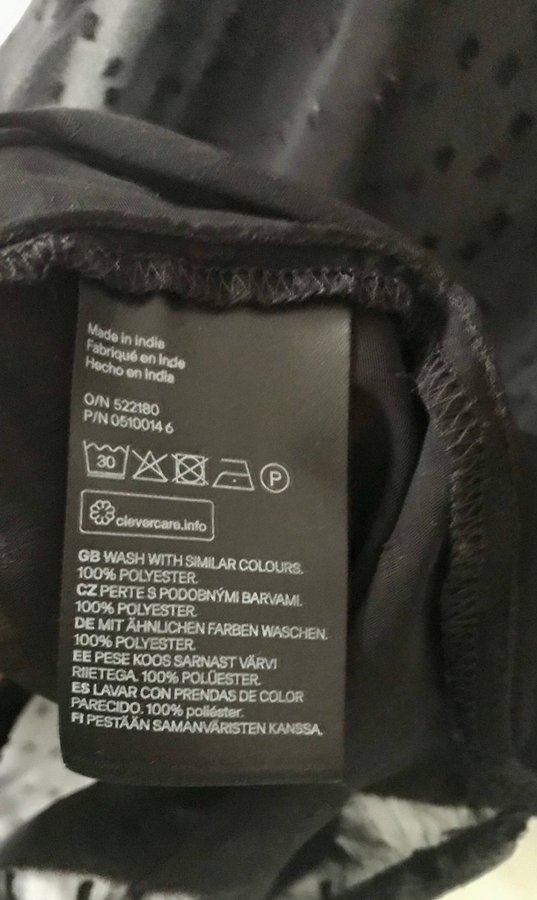 Made in India
Fabriqué en Inde
Hecho en India
O/N 522180
P/N 0510014 6
30
P
clevercare.info
GB WASH WITH SIMILAR COLOURS.
100% POLYESTER.
CZ PERTE S PODOBNÝMI BARVAMI.
100% POLYESTER.
DE MIT ÄHNLICHEN FARBEN WASCHEN.
100% POLYESTER.
EE PESE KOOS SARNAST VÄRVI
RIIETEGA. 100% POLÜESTER.
ES LAVAR CON PRENDAS DE COLOR
PARECIDO. 100% poliéster.
FI PESTÄÄN SAMANVÄRISTEN KANSSA.